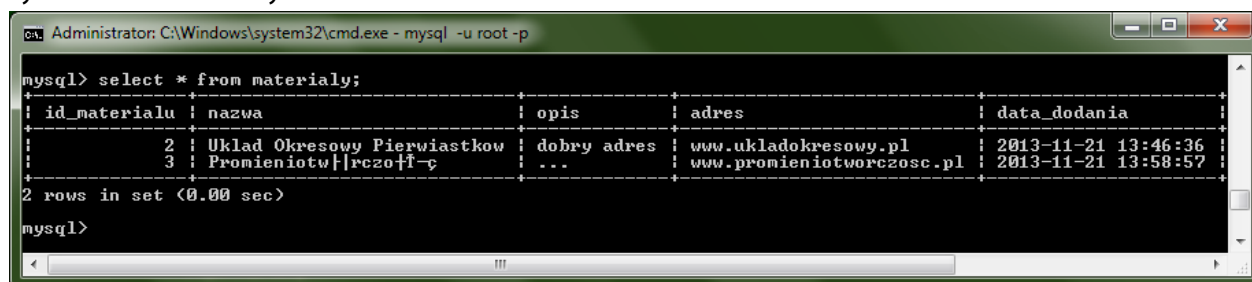 Administrator: C:\Windows\system32\cmd.exe - mysql -u root -p
mysql> select * from materialy;
| id_materialu | nazwa | opis | adres | data_dodania |
| 2 | Uklad Okresowy Pierwiastkow | dobry adres | www.ukladokresowy.pl | 2013-11-21 13:46:36 |
| 3 | ... | www.promieniotworczosc.pl | 2013-11-21 13:58:57 |
2 rows in set (0.00 sec)
mysql>